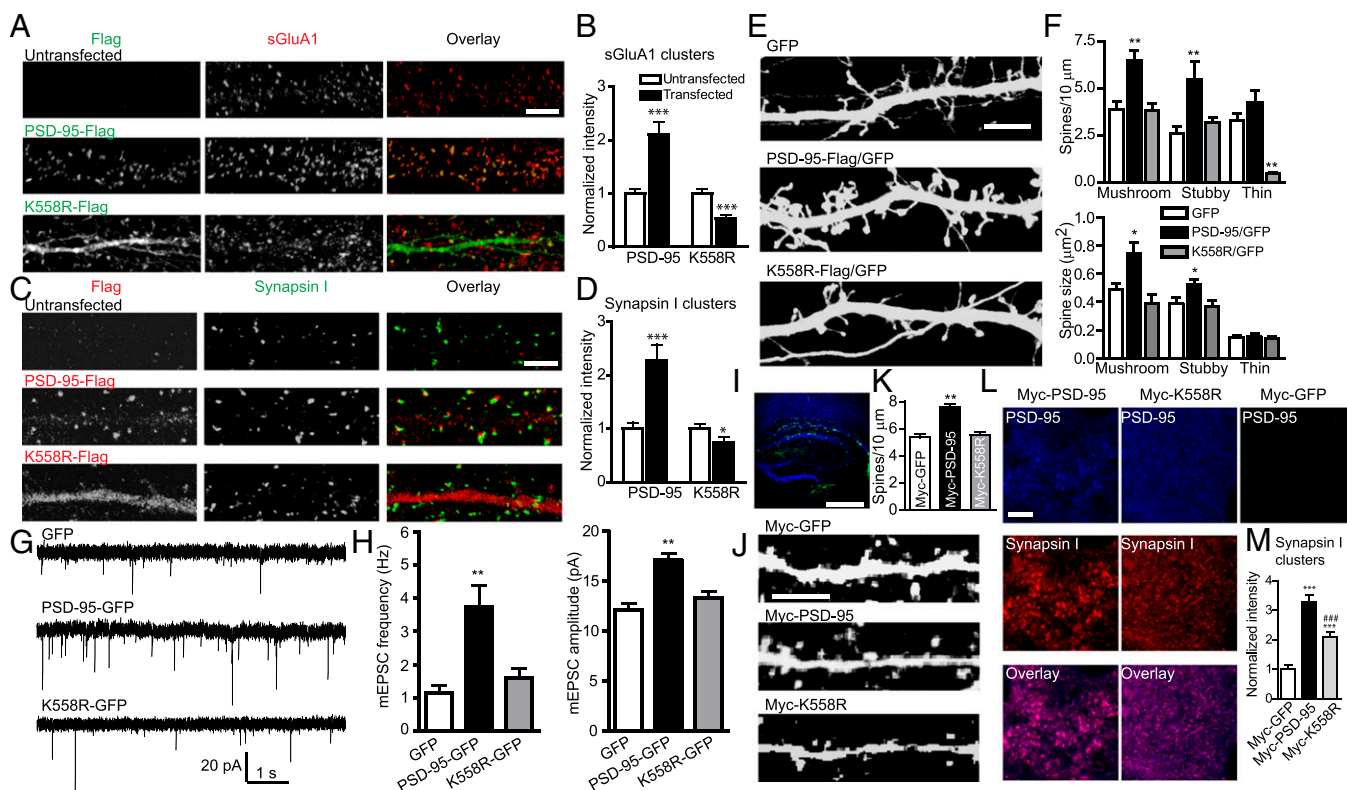 A
Flag
sGluA1
Overlay
Untransfected
PSD-95-Flag
K558R-Flag
B
sGluA1 clusters
Untransfected
Transfected
Normalized intensity
3
2
1
0
***
***
PSD-95
K558R
C
Flag
Synapsin I
Overlay
Untransfected
PSD-95-Flag
K558R-Flag
D
Synapsin I clusters
Normalized intensity
3
2
1
0
***
*
PSD-95
K558R
E
GFP
PSD-95-Flag/GFP
K558R-Flag/GFP
F
Spines/10 μm
7.5
5.0
2.5
0.0
**
**
**
Mushroom
Stubby
Thin
GFP
PSD-95/GFP
K558R/GFP
Spine size (μm2)
1.0
0.8
0.6
0.4
0.2
0
*
*
Mushroom
Stubby
Thin
G
GFP
PSD-95-GFP
K558R-GFP
20 pA
1 s
H
mEPSC frequency (Hz)
6
5
4
3
2
1
0
**
GFP
PSD-95-GFP
K558R-GFP
mEPSC amplitude (pA)
20
15
10
5
0
**
GFP
PSD-95-GFP
K558R-GFP
I
J
Myc-GFP
Myc-PSD-95
Myc-K558R
K
Spines/10 μm
8
6
4
2
0
**
Myc-GFP
Myc-PSD-95
Myc-K558R
L
Myc-PSD-95
Myc-K558R
Myc-GFP
PSD-95
PSD-95
PSD-95
Synapsin I
Synapsin I
Overlay
Overlay
M
Synapsin I
clusters
Normalized intensity
4
3
2
1
0
***
###
***
Myc-GFP
Myc-PSD-95
Myc-K558R